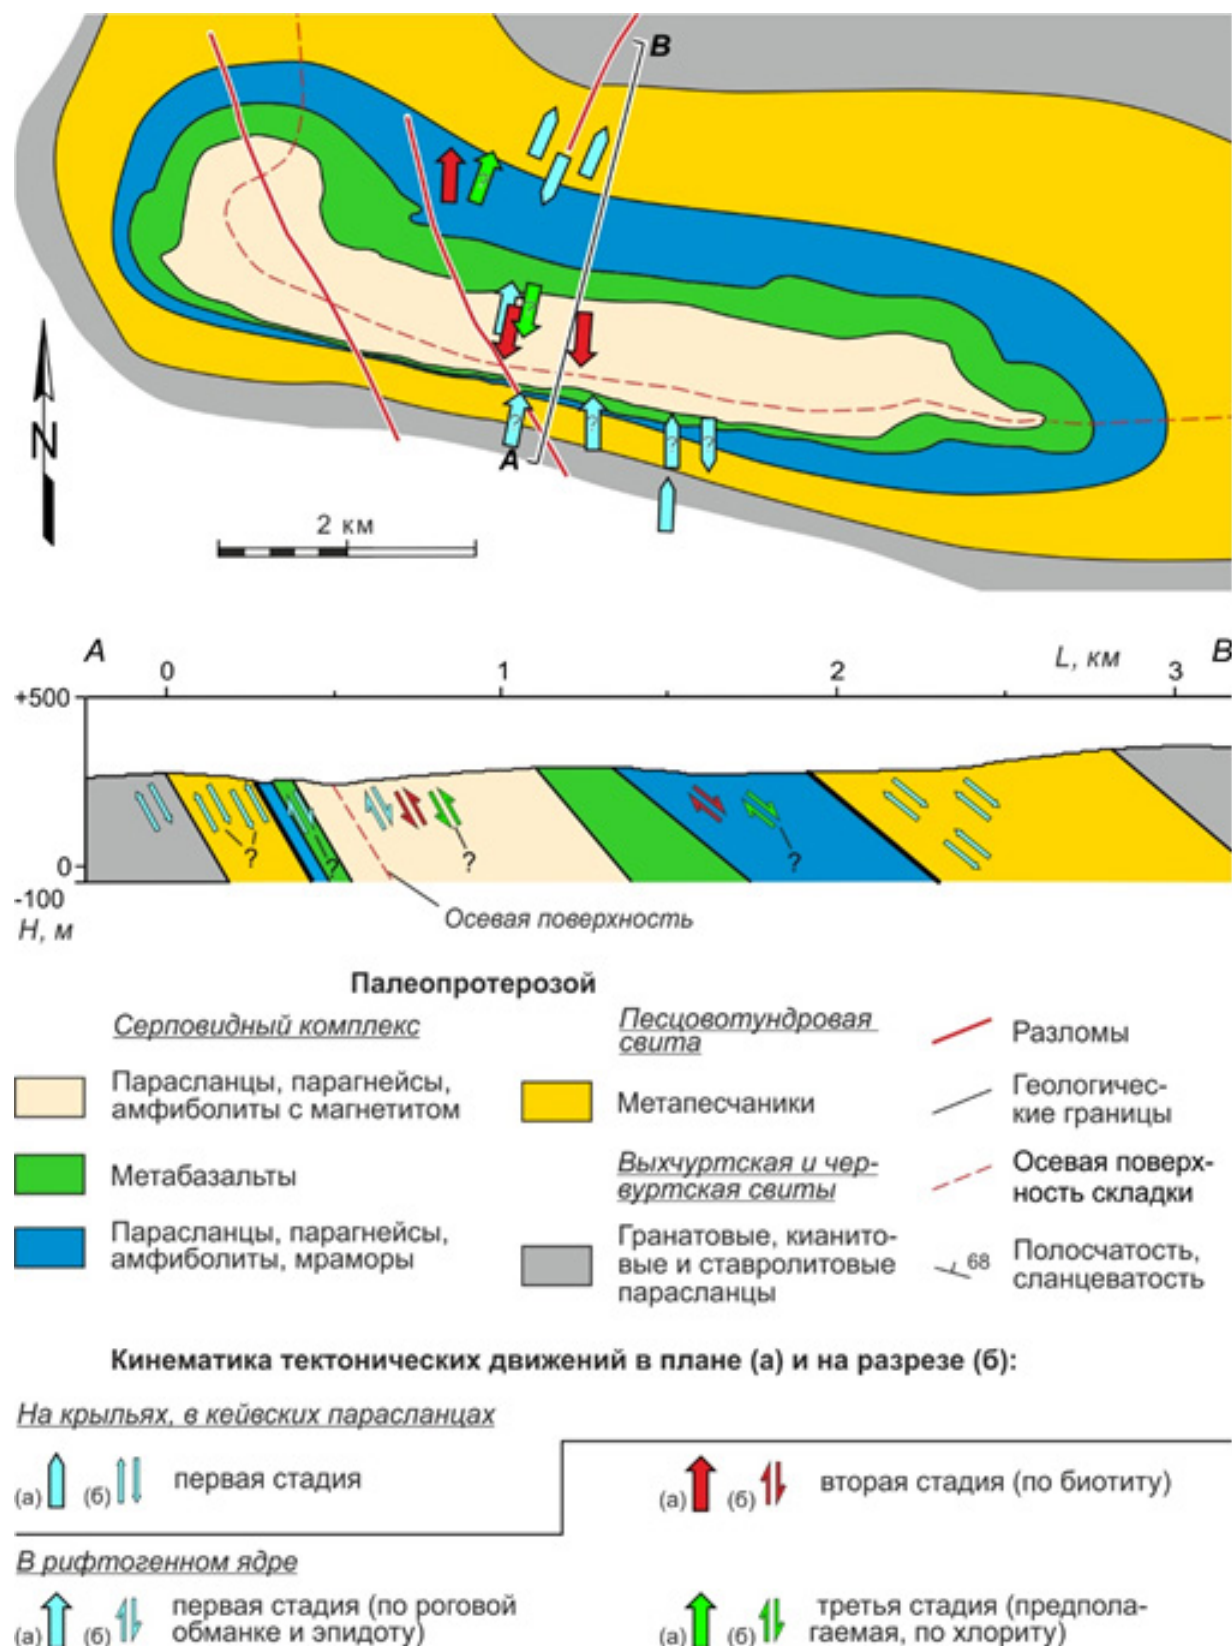 B
N
A
2 км
A
0
1
2
L, км
3
B
+500
0
-100
H, м
?
?
?
?
Осевая поверхность
Палеопротерозой
Серповидный комплекс
Парасланцы, парагнейсы,
амфиболиты с магнетитом
Метабазальты
Парасланцы, парагнейсы,
амфиболиты, мраморы
Песцовотундровая
свита
Метапесчаники
Выхчуртская и чер-
вуртская свиты
Гранатовые, кианито-
вые и ставролитовые
парасланцы
Разломы
Геологичес-
кие границы
Осевая поверх-
ность складки
68
Полосчатость,
сланцеватость
Кинематика тектонических движений в плане (а) и на разрезе (б):
На крыльях, в кейвских парасланцах
(а) (б) первая стадия
(а) (б) вторая стадия (по биотиту)
В рифтогенном ядре
(а) (б) первая стадия (по роговой
обманке и эпидоту)
(а) (б) третья стадия (предпола-
гаемая, по хлориту)